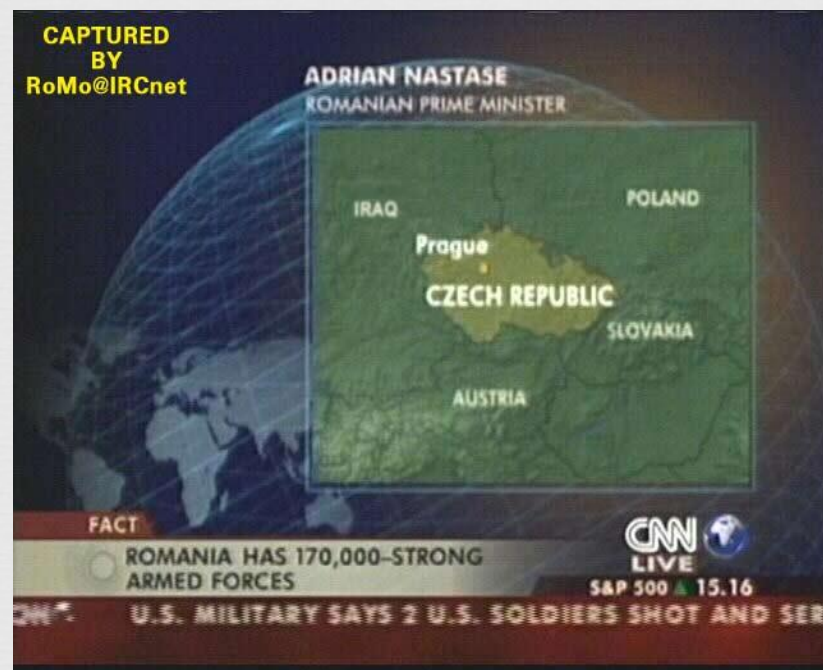 CAPTURED
BY
RoMo@IRCnet
ADRIAN NASTASE
ROMANIAN PRIME MINISTER
IRAQ
POLAND
Prague
CZECH REPUBLIC
SLOVAKIA
AUSTRIA
FACT
ROMANIA HAS 170,000-STRONG
ARMED FORCES
CNN
LIVE
S&P 500 ▲ 15.16
U.S. MILITARY SAYS 2 U.S. SOLDIERS SHOT AND